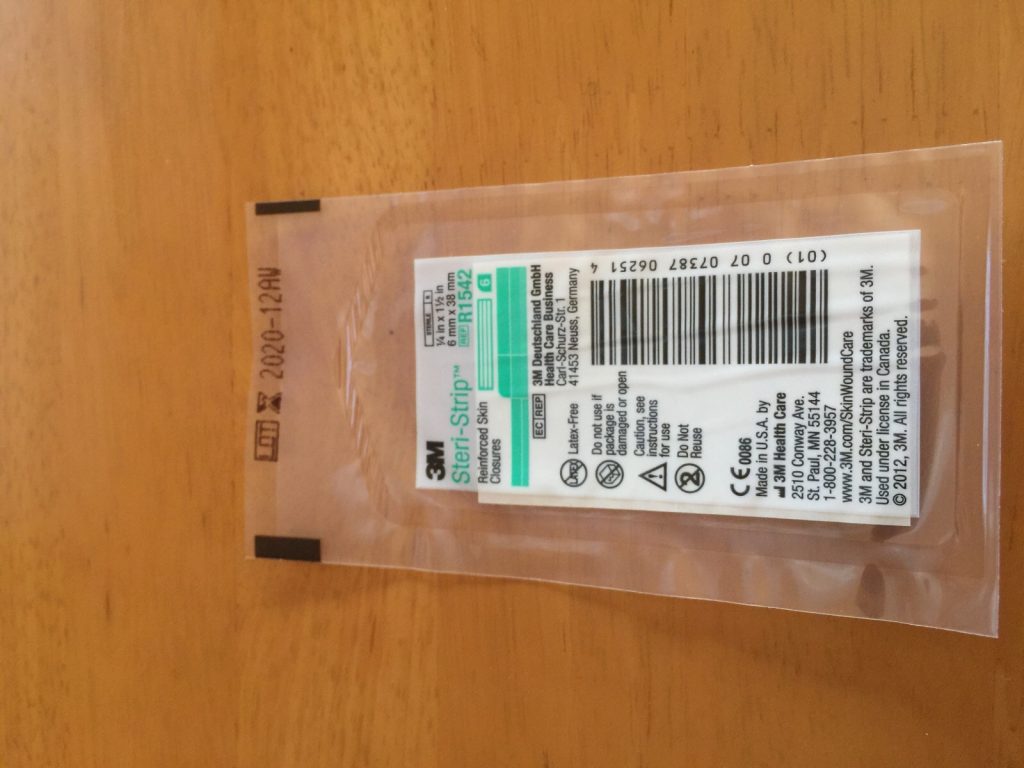 LOT 2020-12AW
3M
Steri-Strip™
Reinforced Skin
Closures
STERILE R
¼ in x 1½ in
6 mm x 38 mm
REF R1542
6
EC REP
3M Deutschland GmbH
Health Care Business
Carl-Schurz-Str. 1
41453 Neuss, Germany
LATEX
Latex-Free
Do not use if
package is
damaged or open
Caution, see
instructions
for use
2
Do Not
Reuse
(01) 0 07 07387 06251 4
CE 0086
Made in U.S.A. by
3M Health Care
2510 Conway Ave.
St. Paul, MN 55144
1-800-228-3957
www.3M.com/SkinWoundCare
3M and Steri-Strip are trademarks of 3M.
Used under license in Canada.
© 2012, 3M. All rights reserved.